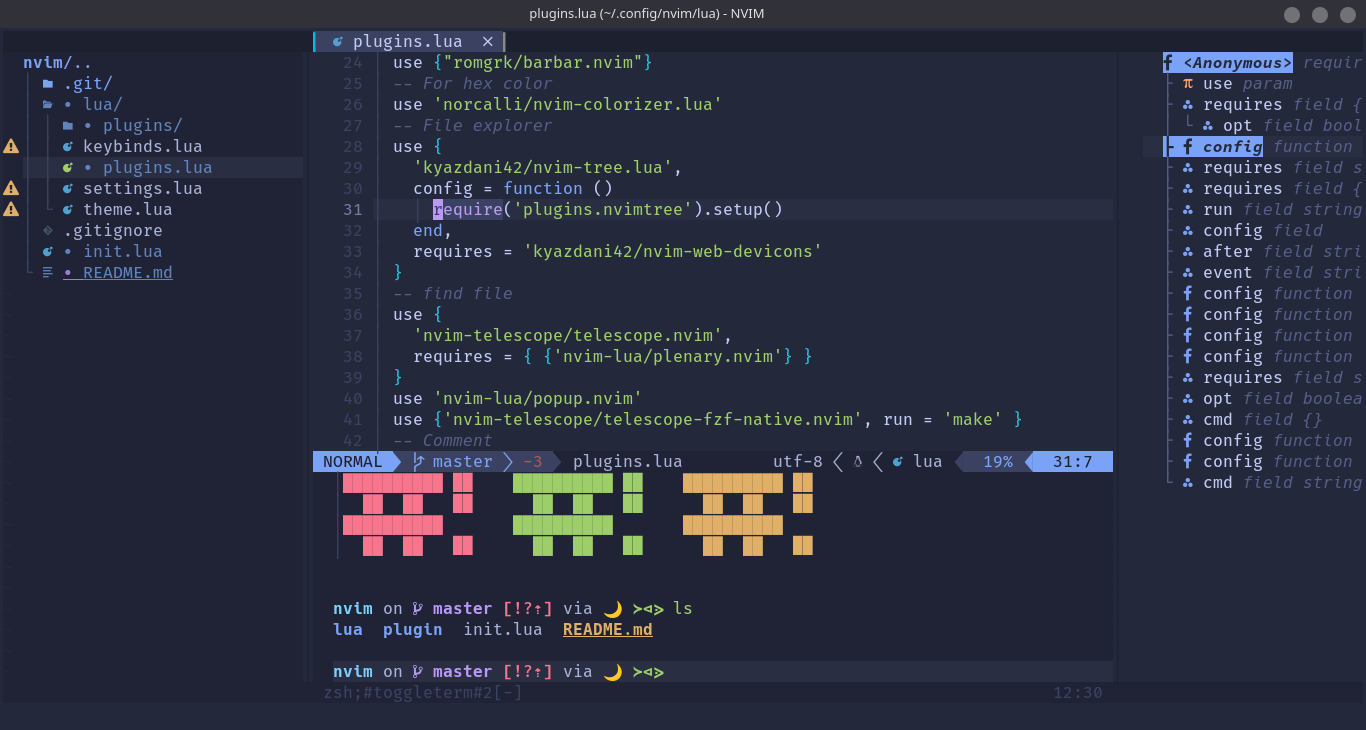 plugins.lua (~/.config/nvim/lua) - NVIM
nvim/..
.git/
lua/
plugins/
keybinds.lua
plugins.lua
settings.lua
theme.lua
.gitignore
init.lua
README.md
plugins.lua ×
24 use {"romgrk/barbar.nvim"}
25 -- For hex color
26 use 'norcalli/nvim-colorizer.lua'
27 -- File explorer
28 use {
29 'kyazdani42/nvim-tree.lua',
30 config = function ()
31 require('plugins.nvimtree').setup()
32 end,
33 requires = 'kyazdani42/nvim-web-devicons'
34 }
35 -- find file
36 use {
37 'nvim-telescope/telescope.nvim',
38 requires = { {'nvim-lua/plenary.nvim'} }
39 }
40 use 'nvim-lua/popup.nvim'
41 use {'nvim-telescope/telescope-fzf-native.nvim', run = 'make' }
42 -- Comment
NORMAL master -3 plugins.lua utf-8 lua 19% 31:7
nvim on master [!?⇡] via 🌙 ≻⋪≻ ls
lua plugin init.lua README.md
nvim on master [!?⇡] via 🌙 ≻⋪≻
zsh;#toggleterm#2[-] 12:30
<Anonymous> requir
π use param
requires field {
opt field bool
config function
requires field s
requires field {
run field string
config field
after field stri
event field stri
config function
config function
config function
config function
requires field s
opt field boolea
cmd field {}
config function
config function
cmd field string